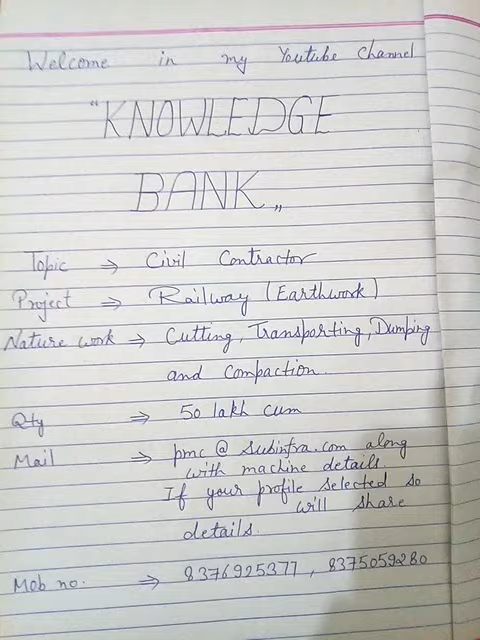 Welcome in my Youtube Channel
"KNOWLEDGE
BANK„
Topic ⇒ Civil Contractor
Project ⇒ Railway (Earthwork)
Nature work ⇒ Cutting, Transporting, Dumping
and Compaction.
Qty ⇒ 50 lakh cum
Mail ⇒ pmc@subinfra.com along
with machine details.
If your profile selected so
will share
details.
Mob no. ⇒ 8376925377, 8375059280